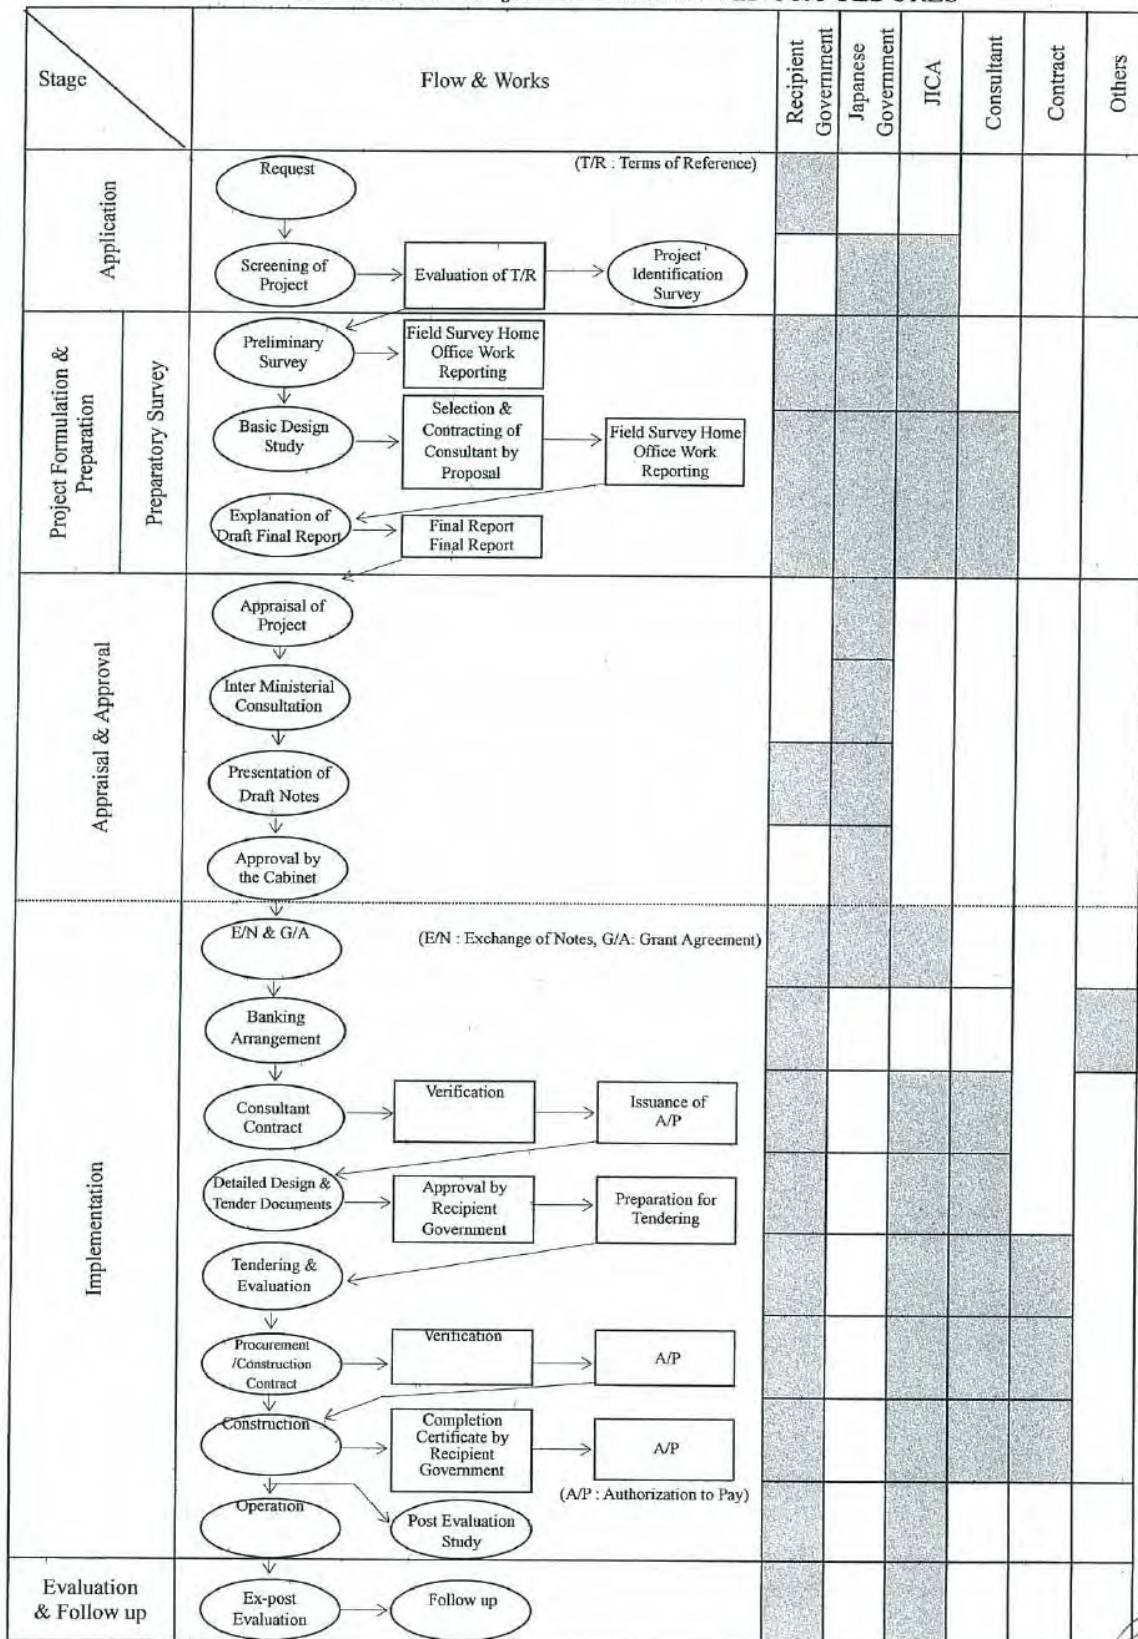 Stage
Flow & Works
Recipient
Government
Japanese
Government
JICA
Consultant
Contract
Others
Application
Request
(T/R : Terms of Reference)
Screening of
Project
Evaluation of T/R
Project
Identification
Survey
Project Formulation &
Preparation
Preparatory Survey
Preliminary
Survey
Field Survey Home
Office Work
Reporting
Basic Design
Study
Selection &
Contracting of
Consultant by
Proposal
Field Survey Home
Office Work
Reporting
Explanation of
Draft Final Report
Final Report
Final Report
Appraisal & Approval
Appraisal of
Project
Inter Ministerial
Consultation
Presentation of
Draft Notes
Approval by
the Cabinet
Implementation
E/N & G/A
(E/N : Exchange of Notes, G/A: Grant Agreement)
Banking
Arrangement
Consultant
Contract
Verification
Issuance of
A/P
Detailed Design &
Tender Documents
Approval by
Recipient
Government
Preparation for
Tendering
Tendering &
Evaluation
Procurement
/Construction
Contract
Verification
A/P
Construction
Completion
Certificate by
Recipient
Government
A/P
(A/P : Authorization to Pay)
Operation
Post Evaluation
Study
Evaluation
& Follow up
Ex-post
Evaluation
Follow up